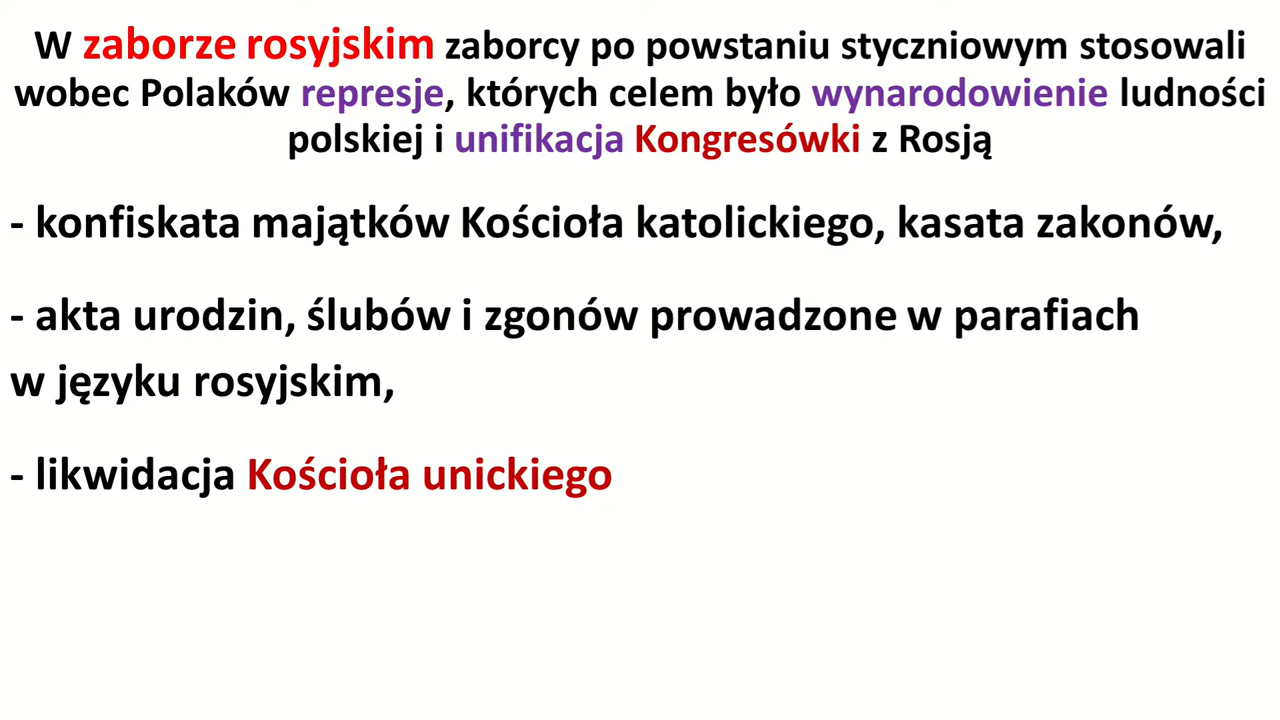 W zaborze rosyjskim zaborcy po powstaniu styczniowym stosowali
wobec Polaków represje, których celem było wynarodowienie ludności
polskiej i unifikacja Kongresówki z Rosją
- konfiskata majątków Kościoła katolickiego, kasata zakonów,
- akta urodzin, ślubów i zgonów prowadzone w parafiach
w języku rosyjskim,
- likwidacja Kościoła unickiego